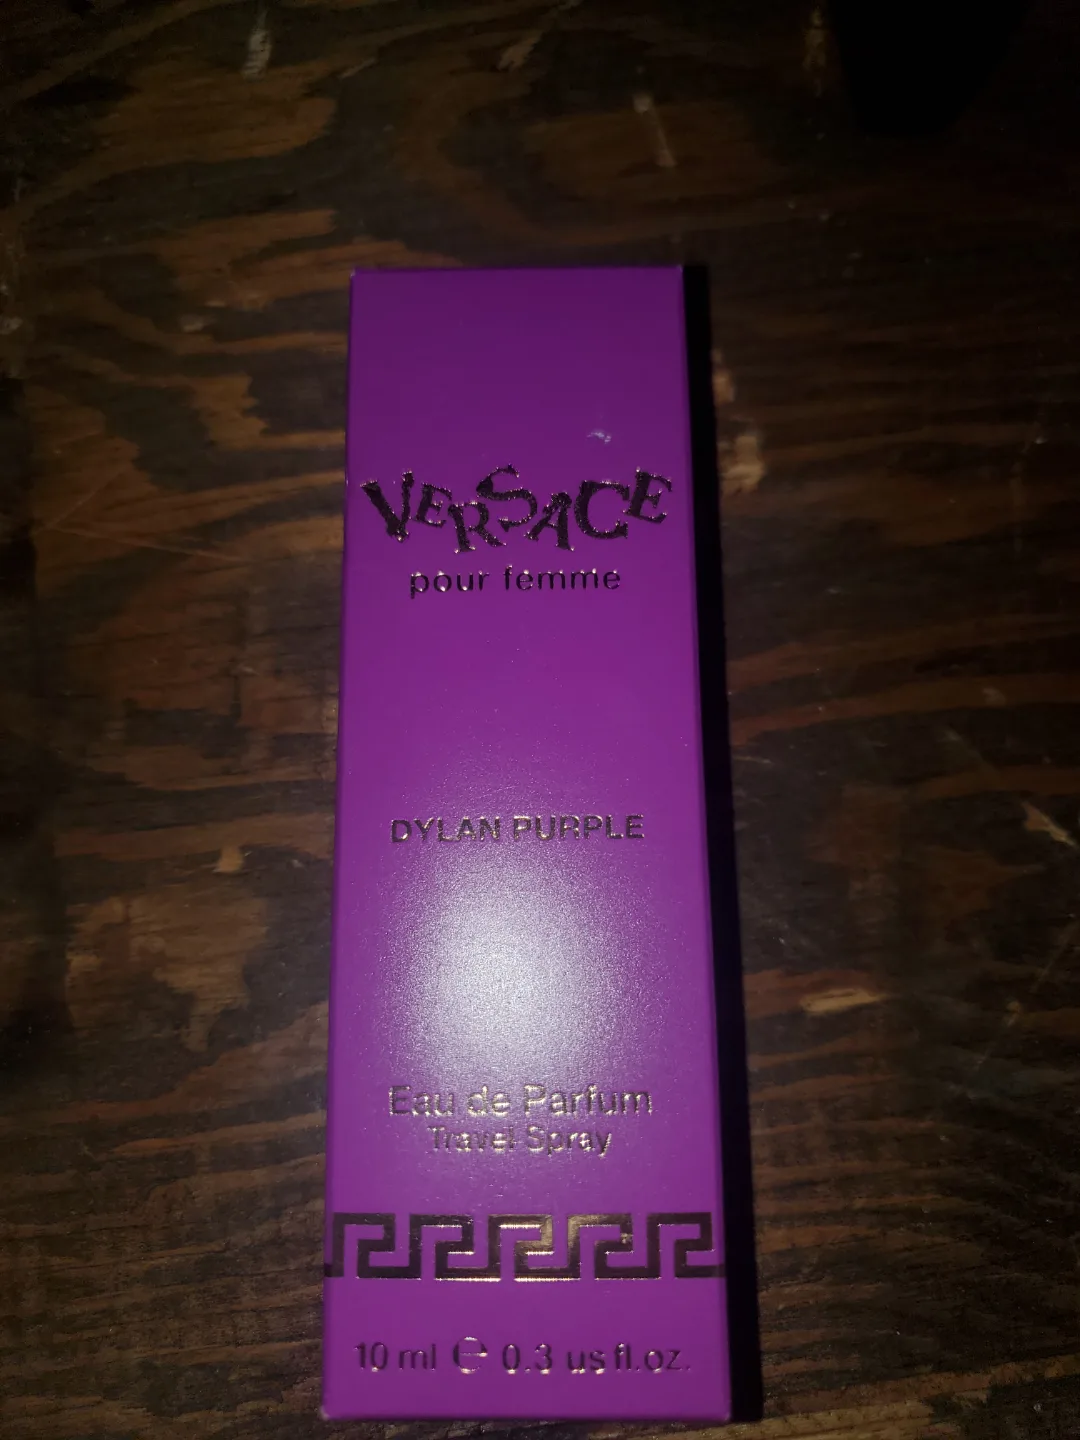 VERSACE
pour femme
DYLAN PURPLE
Eau de Parfum
Travel Spray
10 ml ℮ 0.3 us fl.oz.